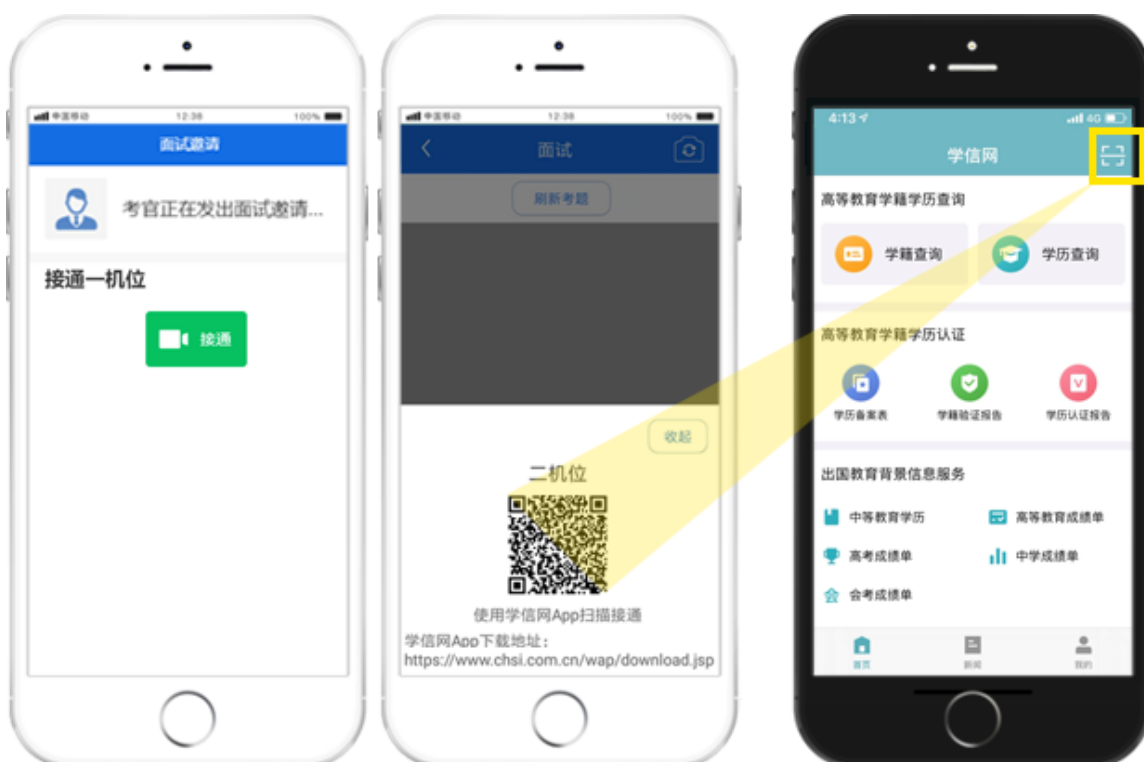 中国移动 12:38 100%
面试邀请
考官正在发出面试邀请...
接通一机位
接通
中国移动 12:38 100%
面试
刷新考题
收起
二机位
使用学信网App扫描接通
学信网App下载地址：
https://www.chsi.com.cn/wap/download.jsp
4:13 4G
学信网
高等教育学籍学历查询
学籍查询 学历查询
高等教育学籍学历认证
学历备案表 学籍验证报告 学历认证报告
出国教育背景信息服务
中等教育学历 高等教育成绩单
高考成绩单 中学成绩单
会 会考成绩单
首页 新闻 我的